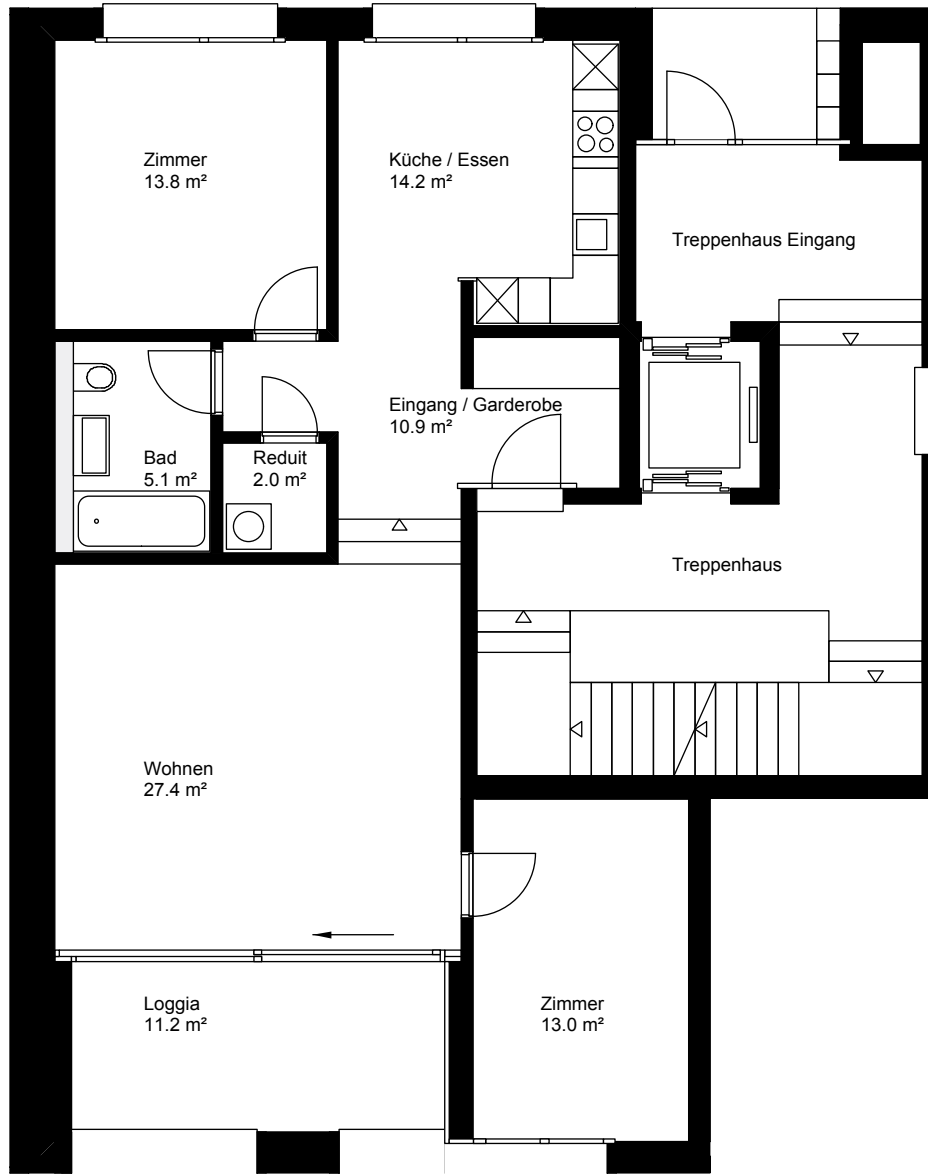 Zimmer
13.8 m²
Küche / Essen
14.2 m²
Treppenhaus Eingang
Eingang / Garderobe
10.9 m²
Bad
5.1 m²
Reduit
2.0 m²
Treppenhaus
Wohnen
27.4 m²
Loggia
11.2 m²
Zimmer
13.0 m²